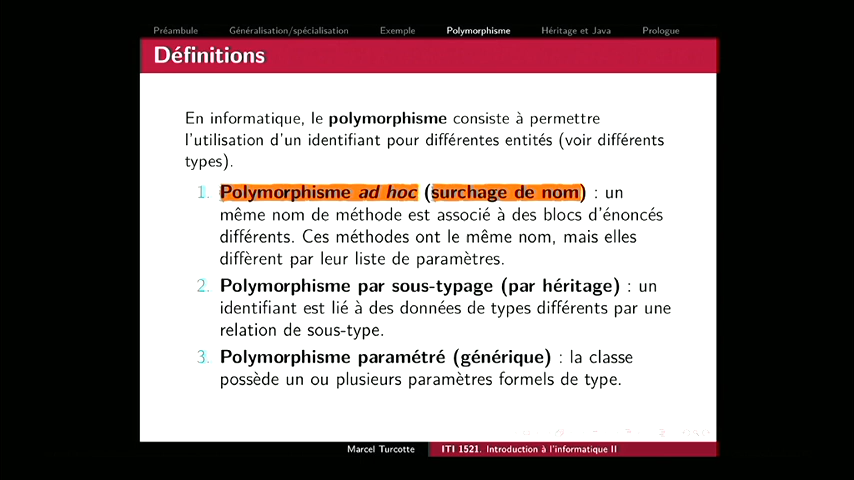 Préambule Généralisation/spécialisation Exemple Polymorphisme Héritage et Java Prologue
Définitions
En informatique, le polymorphisme consiste à permettre
l'utilisation d'un identifiant pour différentes entités (voir différents
types).
1. Polymorphisme ad hoc (surchage de nom) : un
même nom de méthode est associé à des blocs d'énoncés
différents. Ces méthodes ont le même nom, mais elles
diffèrent par leur liste de paramètres.
2. Polymorphisme par sous-typage (par héritage) : un
identifiant est lié à des données de types différents par une
relation de sous-type.
3. Polymorphisme paramétré (générique) : la classe
possède un ou plusieurs paramètres formels de type.
Marcel Turcotte ITI 1521. Introduction à l'informatique II